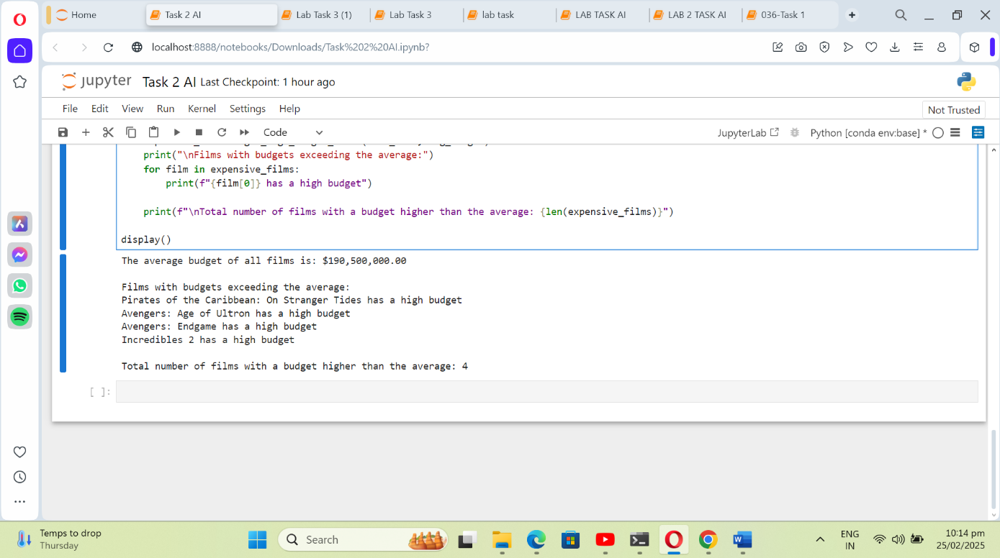 Home
Task 2 AI
Lab Task 3 (1)
Lab Task 3
lab task
LAB TASK AI
LAB 2 TASK AI
036-Task 1
localhost:8888/notebooks/Downloads/Task%202%20AI.ipynb?
jupyter Task 2 AI Last Checkpoint: 1 hour ago
File Edit View Run Kernel Settings Help
Not Trusted
Code
JupyterLab
Python [conda env:base] *
print("\nFilms with budgets exceeding the average:")
for film in expensive_films:
print(f"{film[0]} has a high budget")
print(f"\nTotal number of films with a budget higher than the average: {len(expensive_films)}")
display()
The average budget of all films is: $190,500,000.00
Films with budgets exceeding the average:
Pirates of the Caribbean: On Stranger Tides has a high budget
Avengers: Age of Ultron has a high budget
Avengers: Endgame has a high budget
Incredibles 2 has a high budget
Total number of films with a budget higher than the average: 4
[ ]:
Temps to drop
Thursday
Search
ENG
IN
10:14 pm
25/02/2025